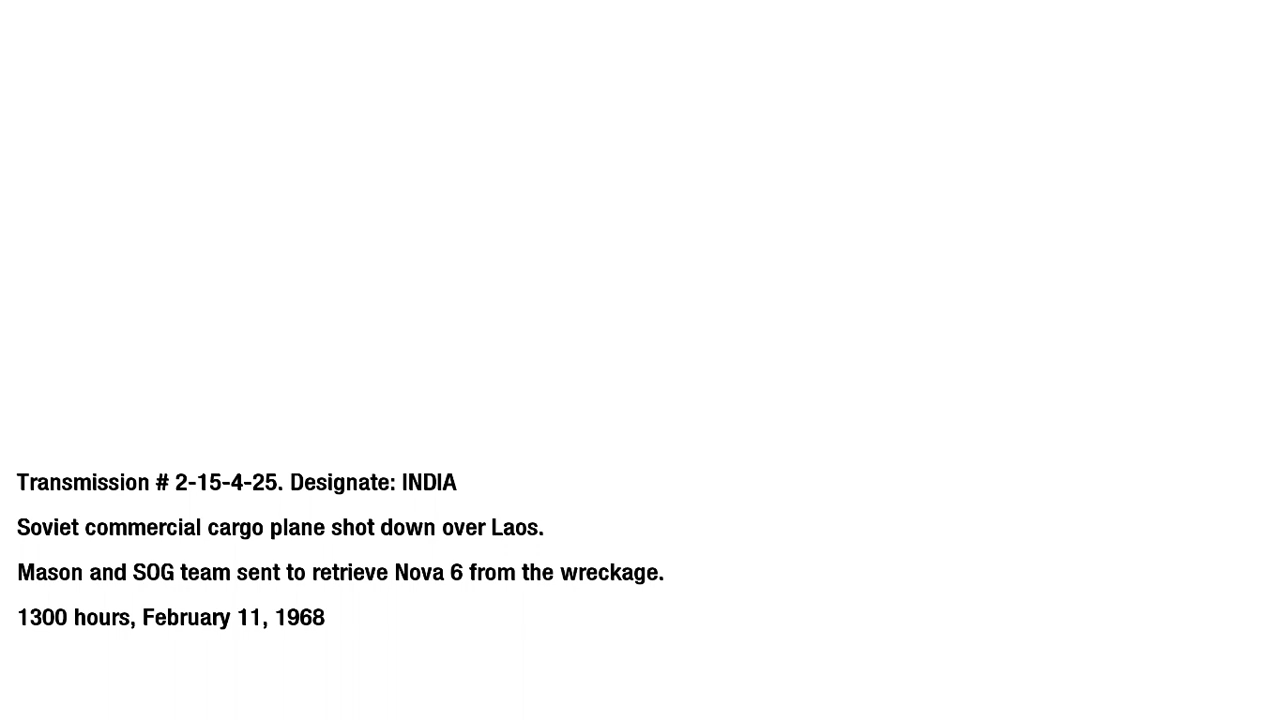 Transmission # 2-15-4-25. Designate: INDIA
Soviet commercial cargo plane shot down over Laos.
Mason and SOG team sent to retrieve Nova 6 from the wreckage.
1300 hours, February 11, 1968